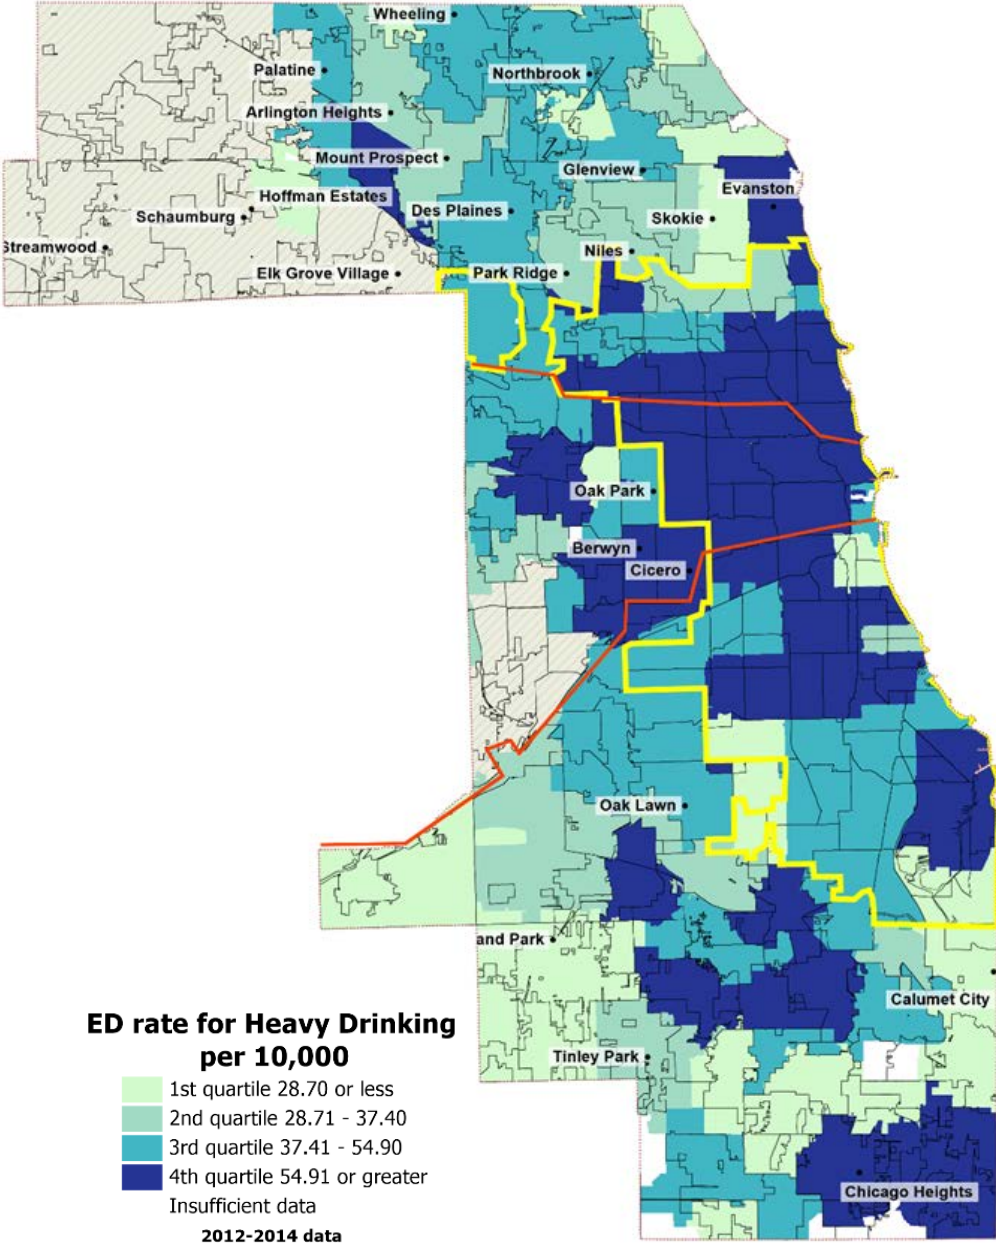 Wheeling
Palatine
Northbrook
Arlington Heights
Mount Prospect
Glenview
Evanston
Hoffman Estates
Des Plaines
Skokie
Schaumburg
Streamwood
Niles
Elk Grove Village
Park Ridge
Oak Park
Berwyn
Cicero
Oak Lawn
and Park
Calumet City
Tinley Park
Chicago Heights
ED rate for Heavy Drinking
per 10,000
1st quartile 28.70 or less
2nd quartile 28.71 - 37.40
3rd quartile 37.41 - 54.90
4th quartile 54.91 or greater
Insufficient data
2012-2014 data